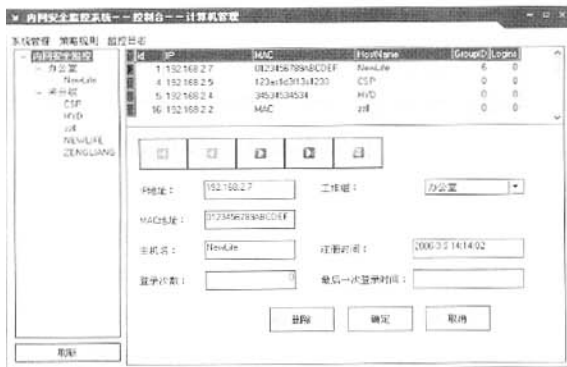 内网安全监控系统--控制台--计算机管理
系统管理 策略规则 监控日志
内网安全监控
办公室
NewLife
未分组
CSP
HYD
zdl
NEWLIFE
ZENGLIANG
刷新
id IP MAC HostName GroupID Logins
1 192.168.2.7 0123456789ABCDEF NewLife 6 0
4 192.168.2.9 CSP 0 0
5 192.168.2.4 34534534534 HYD 0 0
16 192.168.2.2 MAC zdl 0 0
IP地址: 192.168.2.7 工作组: 办公室
MAC地址: 0123456789ABCDEF
主机名: NewLife 注册时间: 2006-3-5 14:14:02
登录次数: 0 最后一次登录时间:
删除 确定 取消